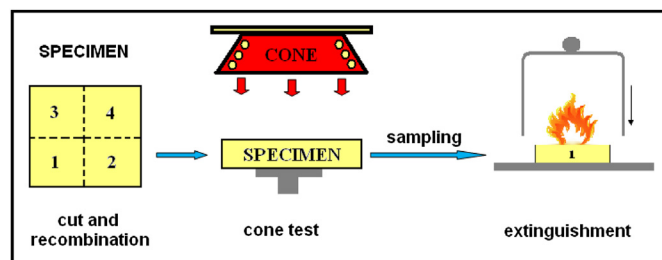 SPECIMEN
3 4
1 2
cut and
recombination
CONE
SPECIMEN
cone test
sampling
1
extinguishment